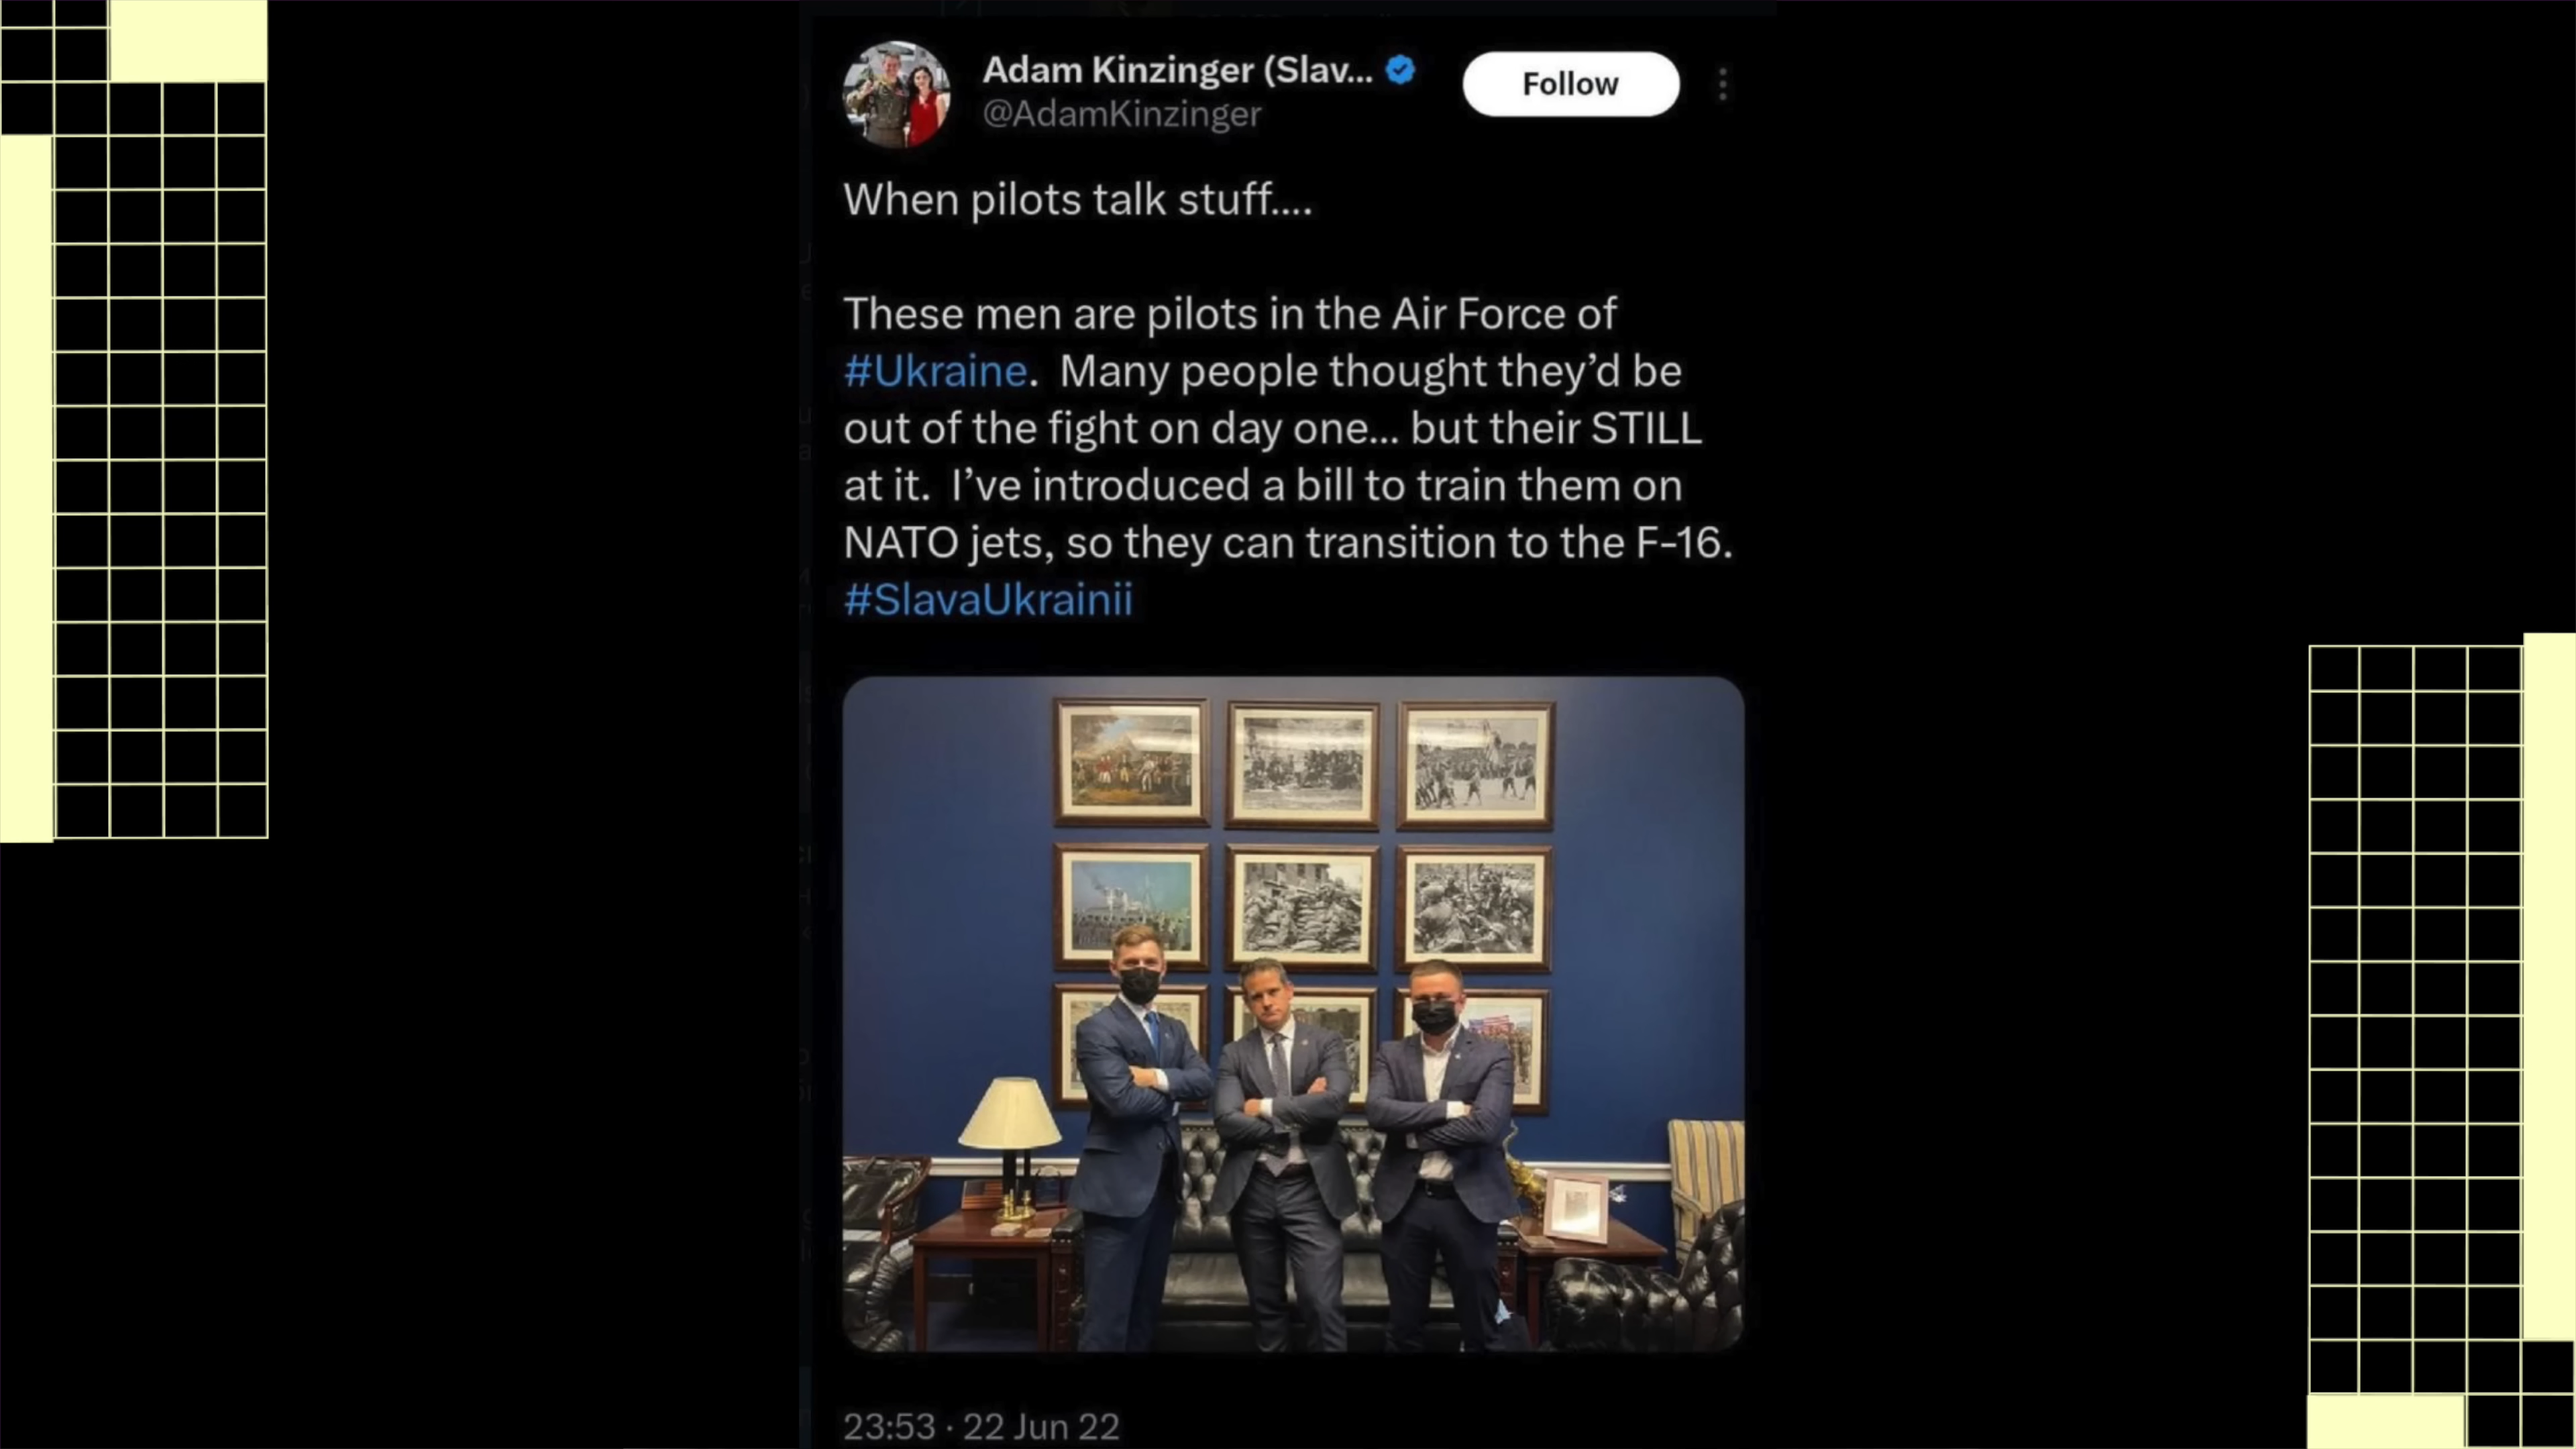 Adam Kinzinger (Slav...
@AdamKinzinger
Follow
When pilots talk stuff....
These men are pilots in the Air Force of
#Ukraine.  Many people thought they’d be
out of the fight on day one... but their STILL
at it.  I’ve introduced a bill to train them on
NATO jets, so they can transition to the F-16.
#SlavaUkrainii
23:53 · 22 Jun 22